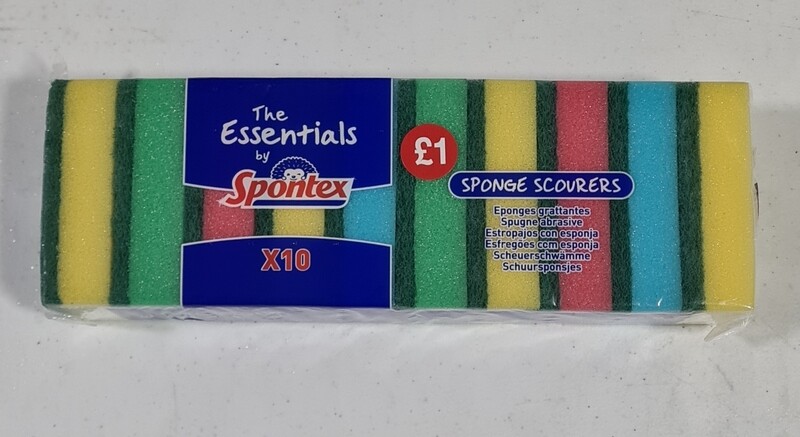 The
Essentials
by
Spontex
X10
£1
SPONGE SCOURERS
Eponges grattantes
Spugne abrasive
Estropajos con esponja
Esfregões com esponja
Scheuerschwämme
Schuursponsjes